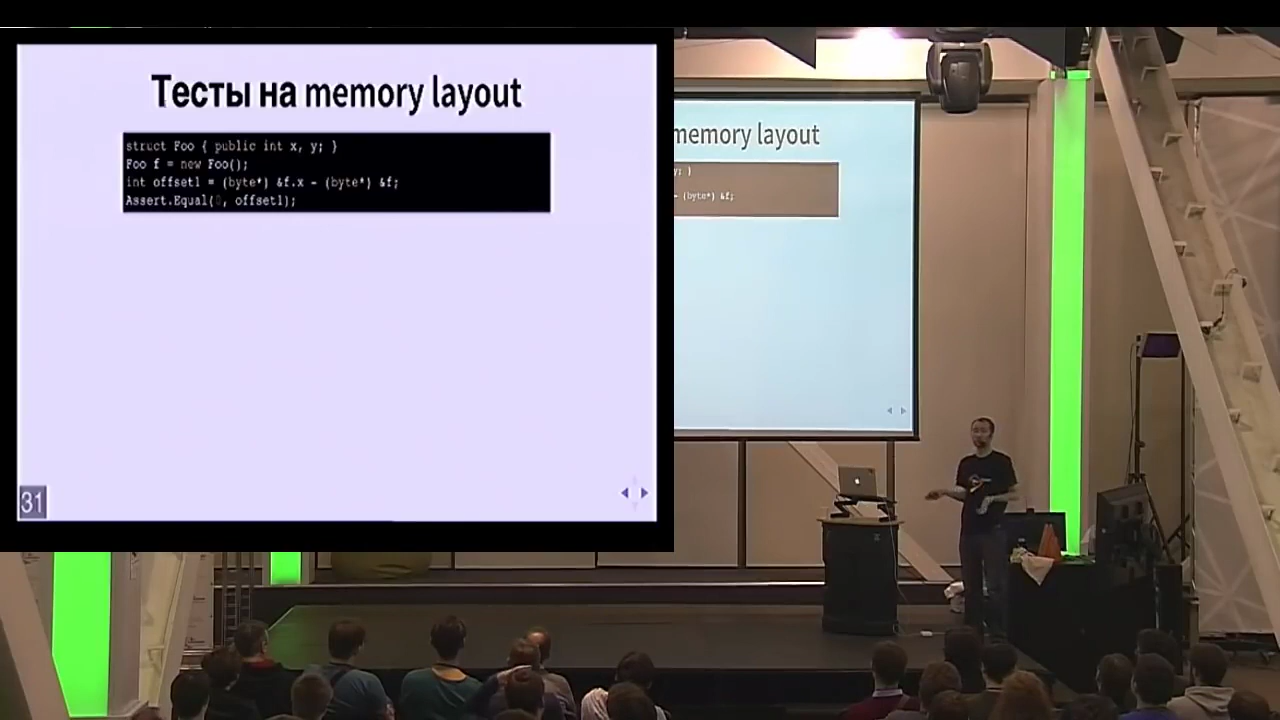 Тесты на memory layout
struct Foo { public int x, y; }
Foo f = new Foo();
int offset1 = (byte*) &f.x - (byte*) &f;
Assert.Equal(0, offset1);
31
memory layout
y; }
- (byte*) &f;